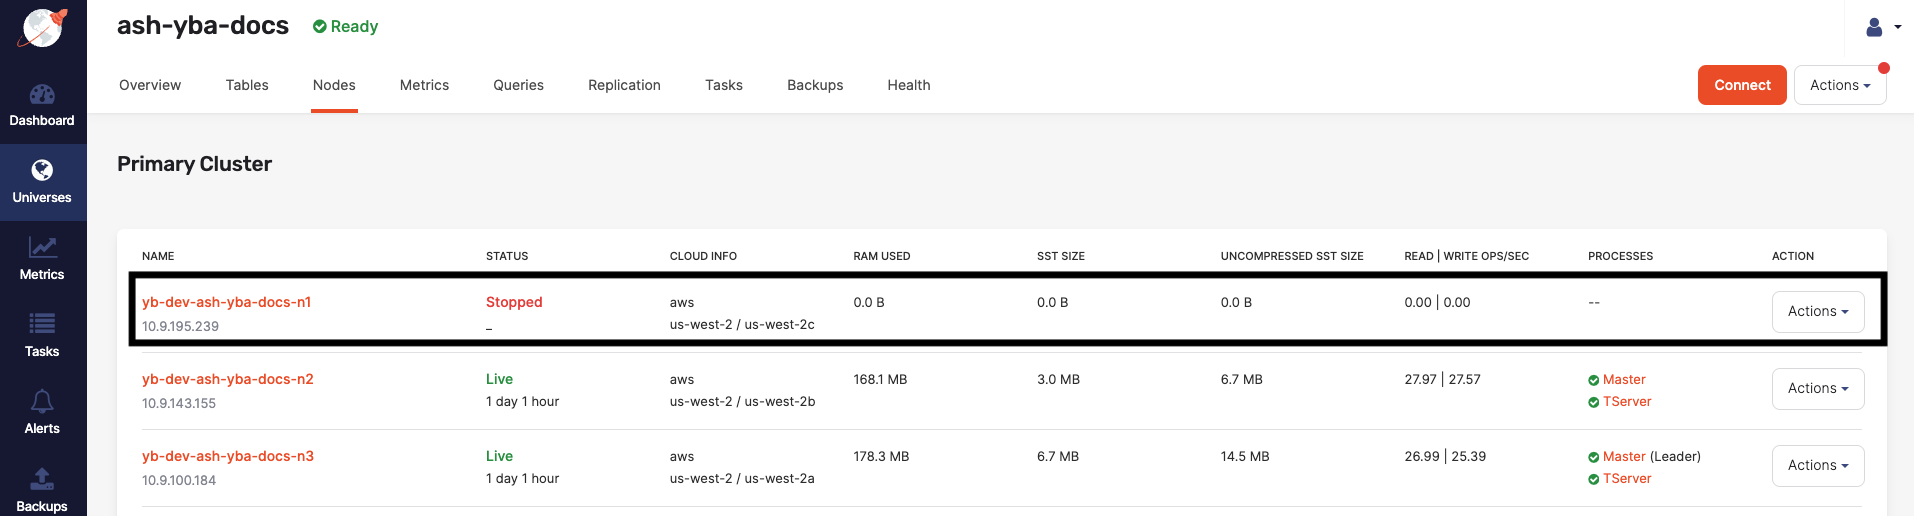 ash-yba-docs Ready
Overview Tables Nodes Metrics Queries Replication Tasks Backups Health Connect Actions
Dashboard
Universes
Metrics
Tasks
Alerts
Backups
Primary Cluster
NAME STATUS CLOUD INFO RAM USED SST SIZE UNCOMPRESSED SST SIZE READ | WRITE OPS/SEC PROCESSES ACTION
yb-dev-ash-yba-docs-n1 Stopped aws 0.0 B 0.0 B 0.0 B 0.00 | 0.00 -- Actions
10.9.195.239 _ us-west-2 / us-west-2c
yb-dev-ash-yba-docs-n2 Live aws 168.1 MB 3.0 MB 6.7 MB 27.97 | 27.57 Master Actions
10.9.143.155 1 day 1 hour us-west-2 / us-west-2b TServer
yb-dev-ash-yba-docs-n3 Live aws 178.3 MB 6.7 MB 14.5 MB 26.99 | 25.39 Master (Leader) Actions
10.9.100.184 1 day 1 hour us-west-2 / us-west-2a TServer